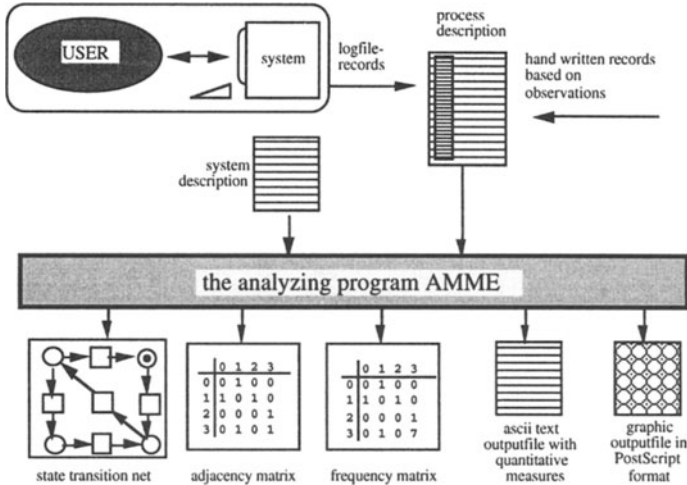 USER
system
logfile-
records
process
description
hand written records
based on
observations
system
description
the analyzing program AMME
0 1 2 3
0 0 1 0 0
1 1 0 1 0
2 0 0 0 1
3 0 1 0 1
0 1 2 3
0 0 1 0 0
1 1 0 1 0
2 0 0 0 1
3 0 1 0 7
state transition net
adjacency matrix
frequency matrix
ascii text
outputfile with
quantitative
measures
graphic
outputfile in
PostScript
format